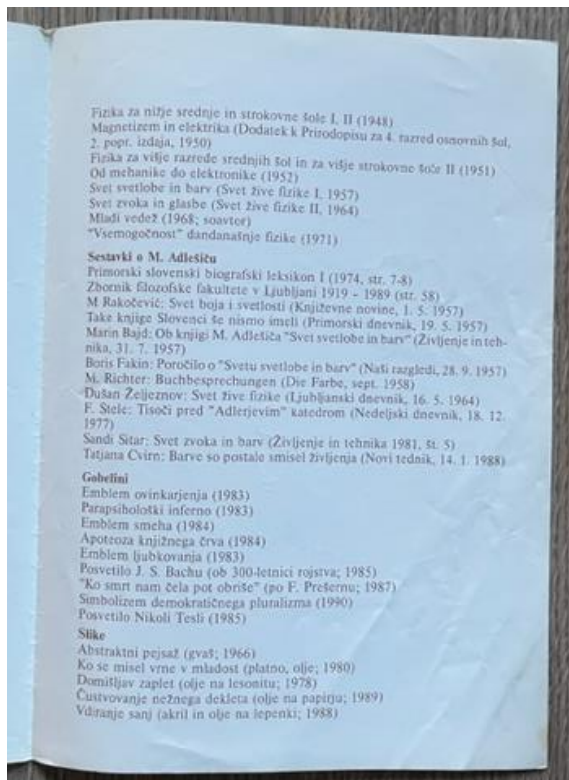 Fizika za nižje srednje in strokovne šole I, II (1948)
Magnetizem in elektrika (Dodatek k Prirodopisu za 4. razred osnovnih šol,
2. popr. izdaja, 1950)
Fizika za višje razrede srednjih šol in za višje strokovne šole II (1951)
Od mehanike do elektronike (1952)
Svet svetlobe in barv (Svet žive fizike I, 1957)
Svet zvoka in glasbe (Svet žive fizike II, 1964)
Mladi vedež (1968; soavtor)
"Vsemogočnost" dandanašnje fizike (1971)
Sestavki o M. Adlešiču
Primorski slovenski biografski leksikon I (1974, str. 7-8)
Zbornik filozofske fakultete v Ljubljani 1919 - 1989 (str. 58)
M Rakočević: Svet boja i svetlosti (Književne novine, 1. 5. 1957)
Take knjige Slovenci še nismo imeli (Primorski dnevnik, 19. 5. 1957)
Marin Bajd: Ob knjigi M. Adlešiča "Svet svetlobe in barv" (Življenje in teh-
nika, 31. 7. 1957)
Boris Fakin: Poročilo o "Svetu svetlobe in barv" (Naši razgledi, 28. 9. 1957)
M. Richter: Buchbesprechungen (Die Farbe, sept. 1958)
Dušan Željeznov: Svet žive fizike (Ljubljanski dnevnik, 16. 5. 1964)
F. Stele: Tisoči pred "Adlerjevim" katedrom (Nedeljski dnevnik, 18. 12.
1977)
Sandi Sitar: Svet zvoka in barv (Življenje in tehnika 1981, št. 5)
Tatjana Cvirn: Barve so postale smisel življenja (Novi tednik, 14. 1. 1988)
Gobelini
Emblem ovinkarjenja (1983)
Parapsihološki inferno (1983)
Emblem smeha (1984)
Apoteoza knjižnega črva (1984)
Emblem ljubkovanja (1983)
Posvetilo J. S. Bachu (ob 300-letnici rojstva; 1985)
"Ko smrt nam čela pot obriše" (po F. Prešernu; 1987)
Simbolizem demokratičnega pluralizma (1990)
Posvetilo Nikoli Tesli (1985)
Slike
Abstraktni pejsaž (gvaš; 1966)
Ko se misel vrne v mladost (platno, olje; 1980)
Domišljav zaplet (olje na lesonitu; 1978)
Čustvovanje nežnega dekleta (olje na papirju; 1989)
Vdiranje sanj (akril in olje na lepenki; 1988)